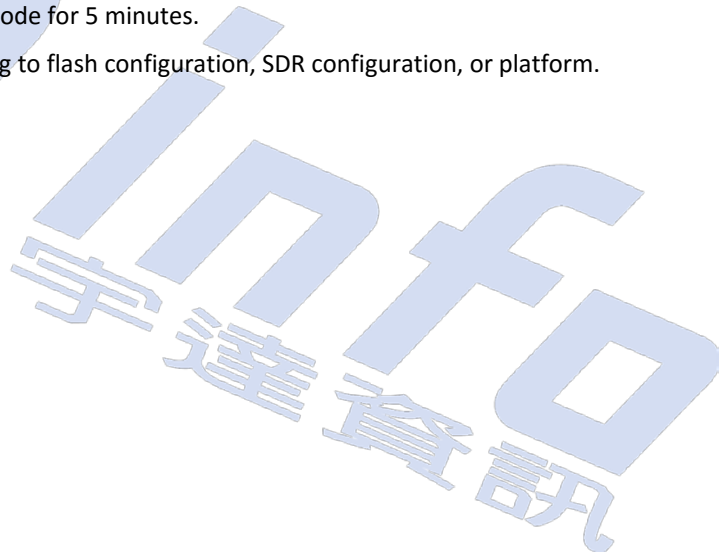 ode for 5 minutes.
g to flash configuration, SDR configuration, or platform.
info
宇達資訊